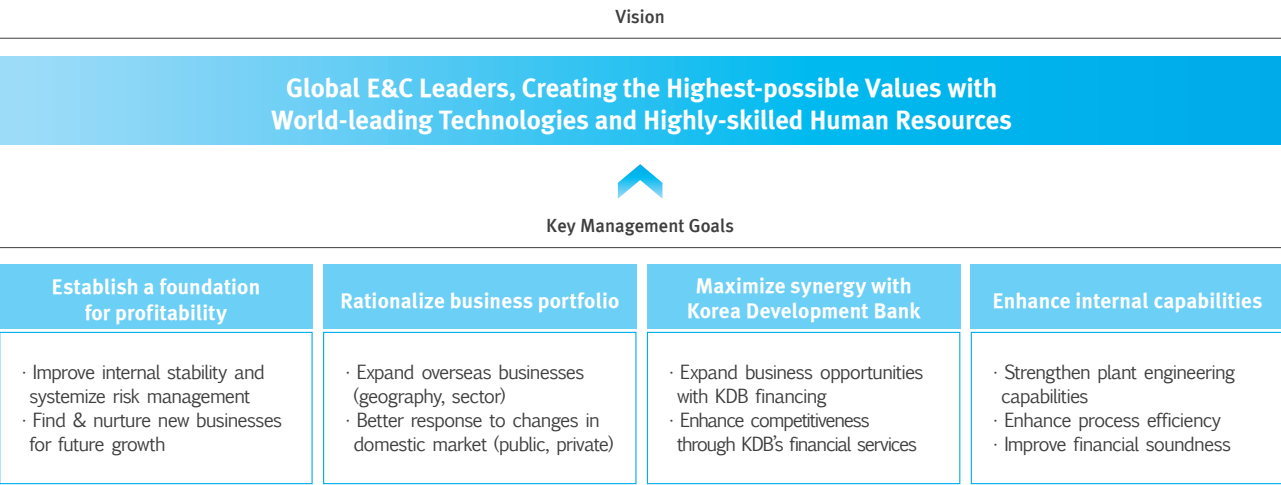 Vision
Global E&C Leaders, Creating the Highest-possible Values with
World-leading Technologies and Highly-skilled Human Resources
Key Management Goals
Establish a foundation
for profitability
· Improve internal stability and
systemize risk management
· Find & nurture new businesses
for future growth
Rationalize business portfolio
· Expand overseas businesses
(geography, sector)
· Better response to changes in
domestic market (public, private)
Maximize synergy with
Korea Development Bank
· Expand business opportunities
with KDB financing
· Enhance competitiveness
through KDB's financial services
Enhance internal capabilities
· Strengthen plant engineering
capabilities
· Enhance process efficiency
· Improve financial soundness